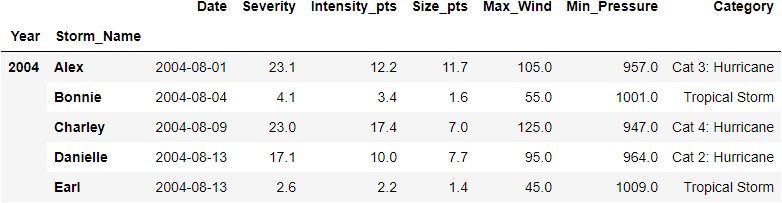 Date Severity Intensity_pts Size_pts Max_Wind Min_Pressure Category
Year Storm_Name
2004 Alex 2004-08-01 23.1 12.2 11.7 105.0 957.0 Cat 3: Hurricane
Bonnie 2004-08-04 4.1 3.4 1.6 55.0 1001.0 Tropical Storm
Charley 2004-08-09 23.0 17.4 7.0 125.0 947.0 Cat 4: Hurricane
Danielle 2004-08-13 17.1 10.0 7.7 95.0 964.0 Cat 2: Hurricane
Earl 2004-08-13 2.6 2.2 1.4 45.0 1009.0 Tropical Storm